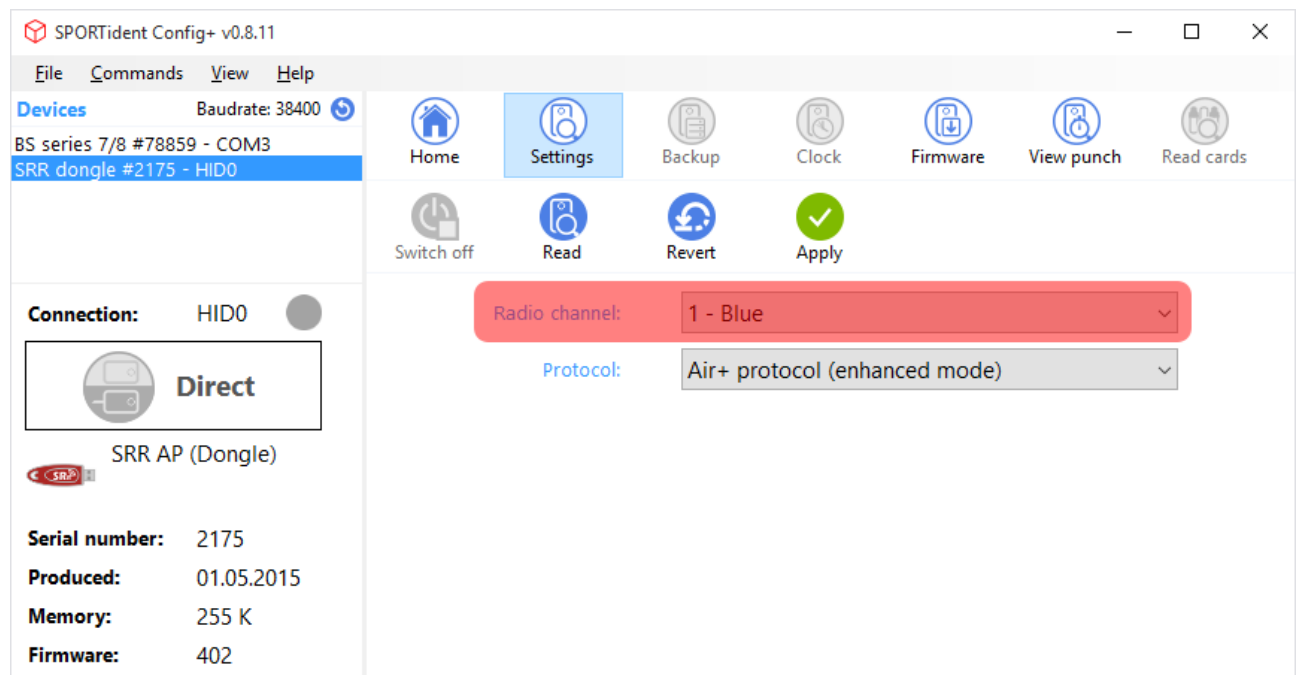 SPORTident Config+ v0.8.11
File Commands View Help
Devices Baudrate: 38400
BS series 7/8 #78859 - COM3
SRR dongle #2175 - HID0
Home Settings Backup Clock Firmware View punch Read cards
Switch off Read Revert Apply
Connection: HID0
Direct
SRR AP (Dongle)
SRR
Serial number: 2175
Produced: 01.05.2015
Memory: 255 K
Firmware: 402
Radio channel: 1 - Blue
Protocol: Air+ protocol (enhanced mode)